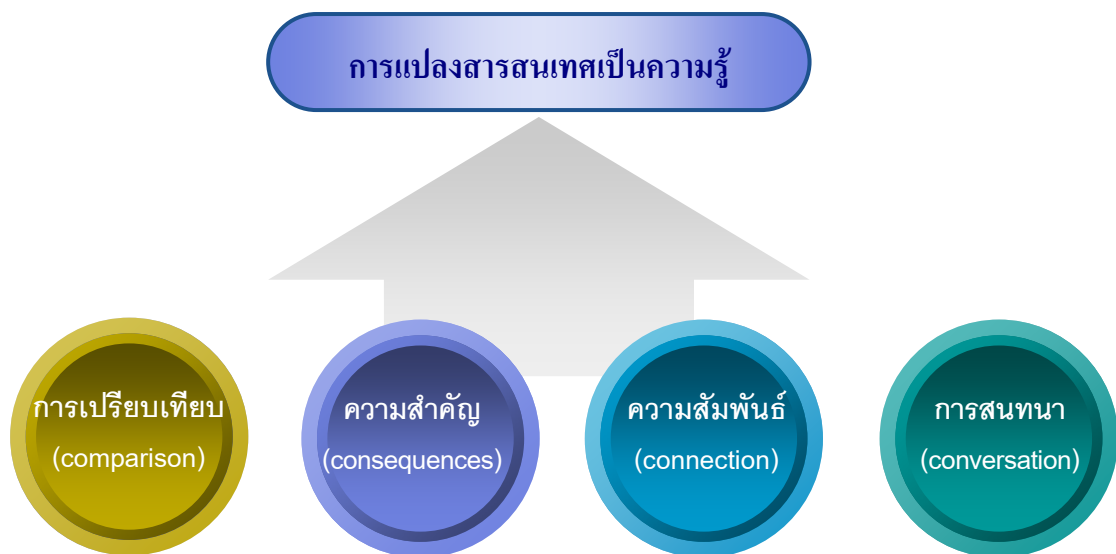 การแปลงสารสนเทศเป็นความรู้
การเปรียบเทียบ
(comparison)
ความสำคัญ
(consequences)
ความสัมพันธ์
(connection)
การสนทนา
(conversation)